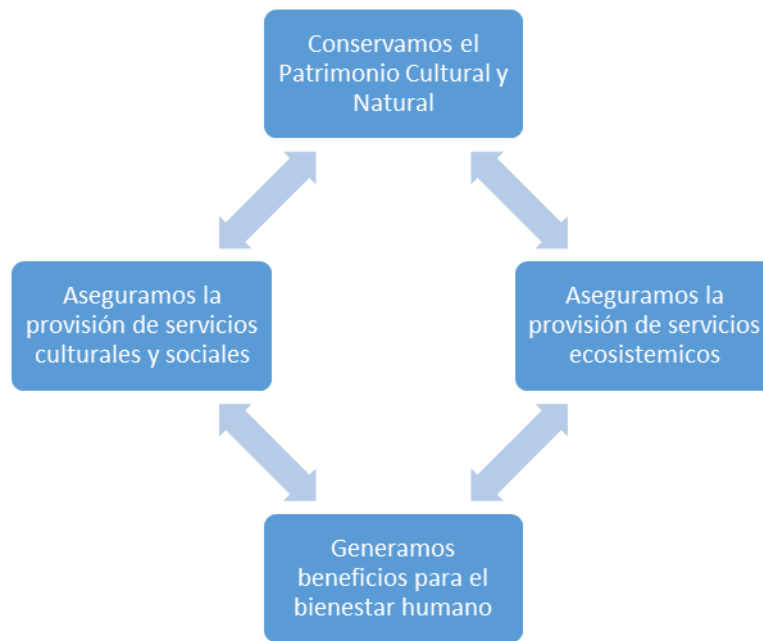 Conservamos el
Patrimonio Cultural y
Natural
Aseguramos la
provisión de servicios
culturales y sociales
Aseguramos la
provisión de servicios
ecosistemicos
Generamos
beneficios para el
bienestar humano